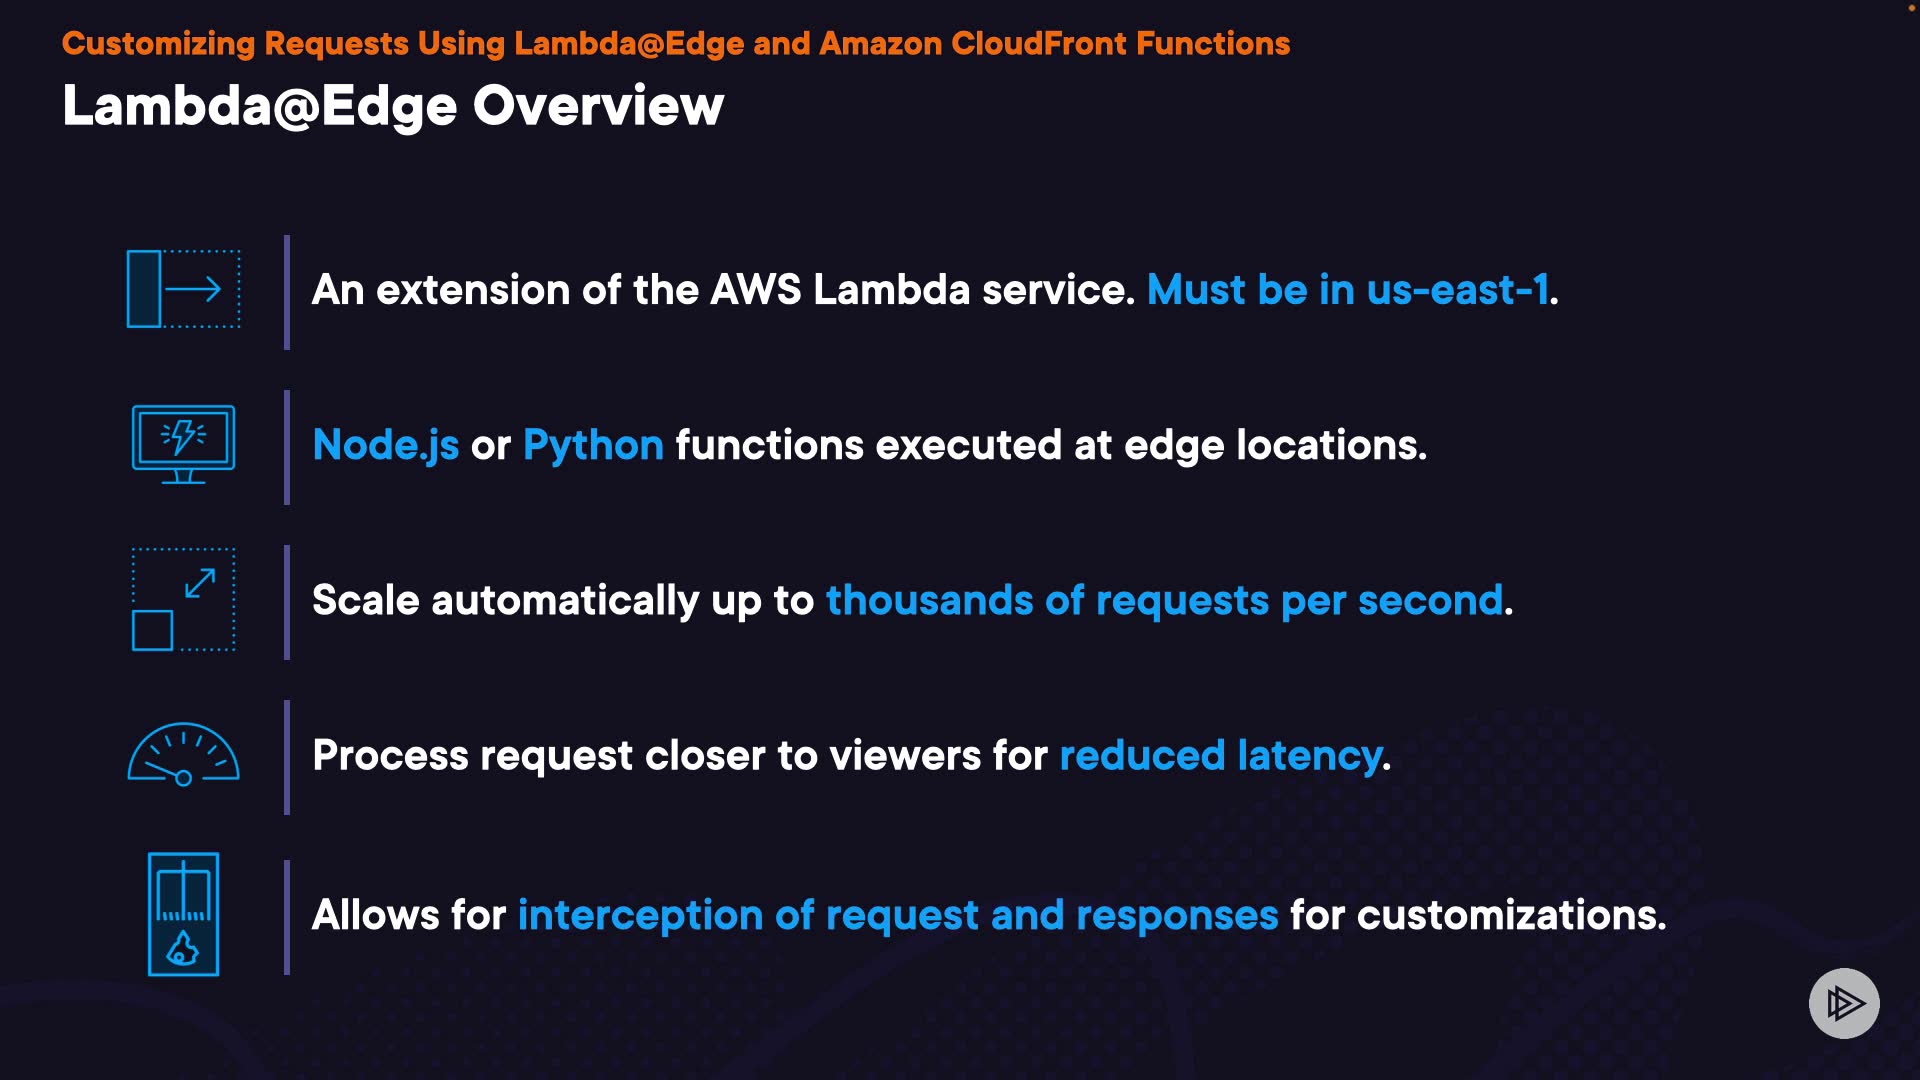 Customizing Requests Using Lambda@Edge and Amazon CloudFront Functions
Lambda@Edge Overview
An extension of the AWS Lambda service. Must be in us-east-1.
Node.js or Python functions executed at edge locations.
Scale automatically up to thousands of requests per second.
Process request closer to viewers for reduced latency.
Allows for interception of request and responses for customizations.